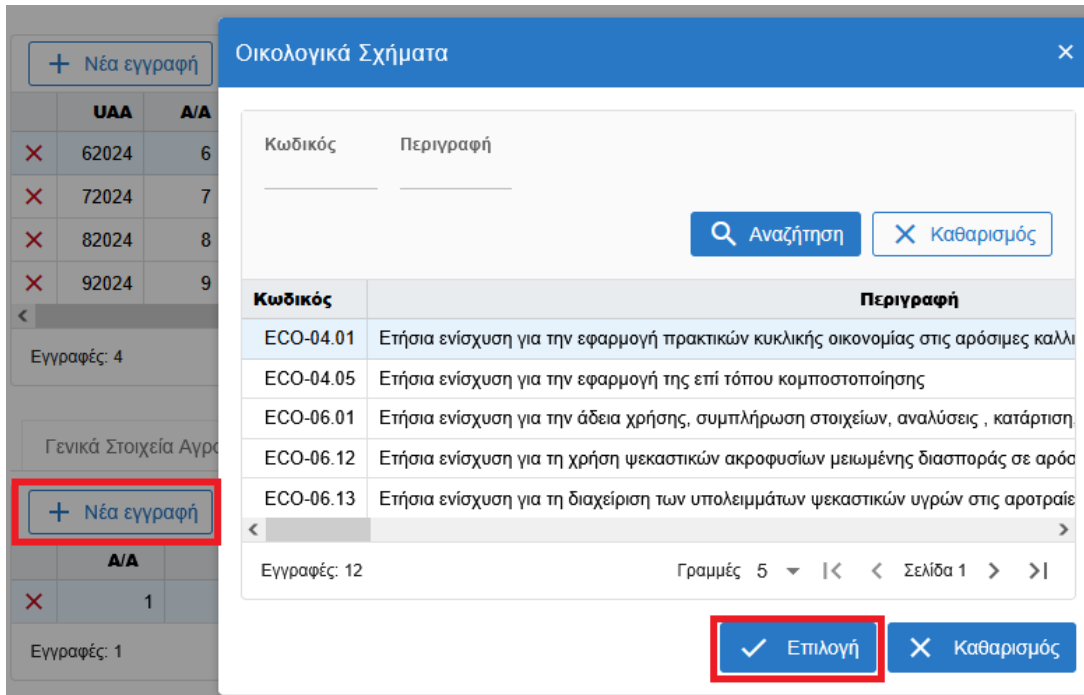 Νέα εγγραφή
UAA Α/Α
62024 6
72024 7
82024 8
92024 9
Εγγραφές: 4
Γενικά Στοιχεία
Νέα εγγραφή
Α/Α
1
Εγγραφές: 1
Οικολογικά Σχήματα
Κωδικός Περιγραφή
Αναζήτηση Καθαρισμός
Κωδικός Περιγραφή
ECO-04.01 Ετήσια ενίσχυση για την εφαρμογή πρακτικών κυκλικής οικονομίας στις αρόσιμες
ECO-04.05 Ετήσια ενίσχυση για την εφαρμογή της επί τόπου κομποστοποίησης
ECO-06.01 Ετήσια ενίσχυση για την άδεια χρήσης, συμπλήρωση στοιχείων, αναλύσεις , κατάρτιση
ECO-06.12 Ετήσια ενίσχυση για τη χρήση ψεκαστικών ακροφυσίων μειωμένης διασποράς σε
ECO-06.13 Ετήσια ενίσχυση για τη διαχείριση των υπολειμμάτων ψεκαστικών υγρών στις
Εγγραφές: 12 Γραμμές 5 Σελίδα 1
Επιλογή Καθαρισμός